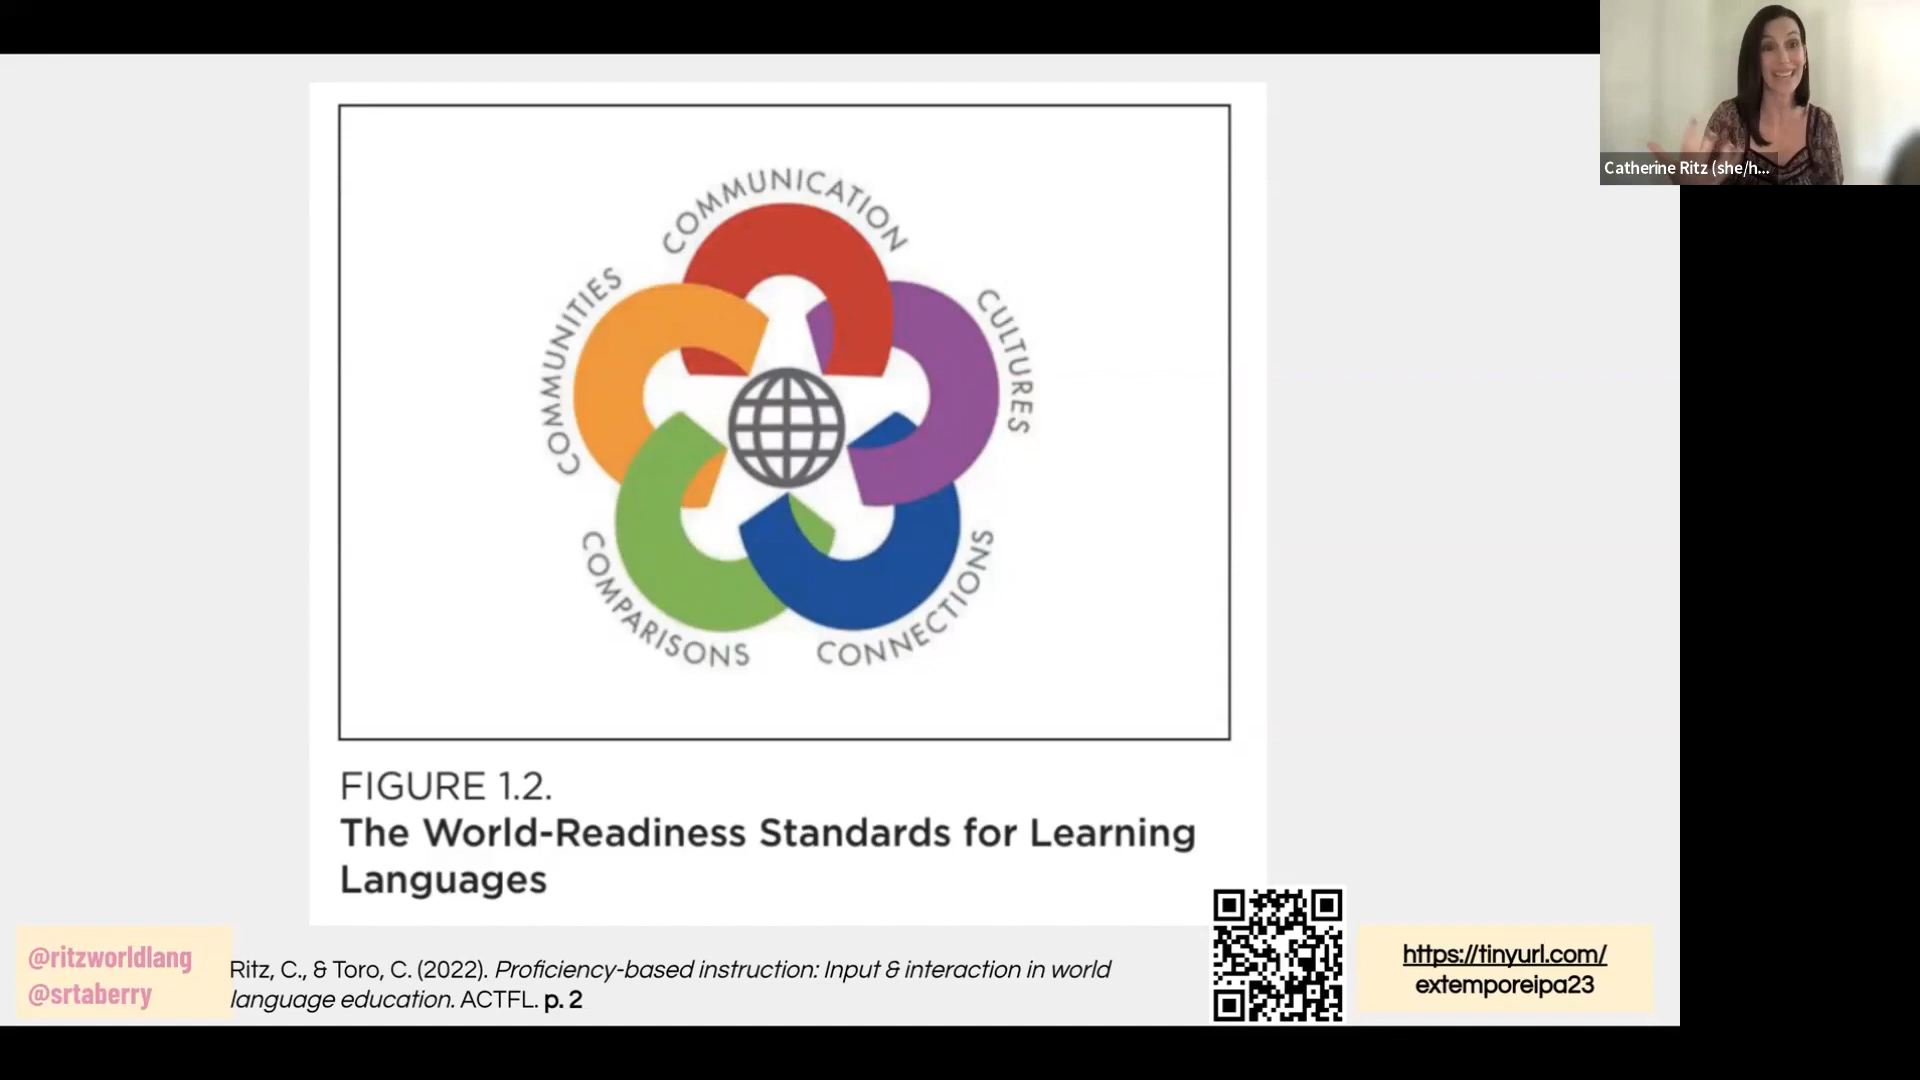 Catherine Ritz (she/h...
COMMUNICATION
COMMUNITIES
CULTURES
COMPARISONS
CONNECTIONS
FIGURE 1.2.
The World-Readiness Standards for Learning
Languages
@ritzworldlang
@srtaberry
Ritz, C., & Toro, C. (2022). Proficiency-based instruction: Input & interaction in world
language education. ACTFL. p. 2
https://tinyurl.com/
extemporeipa23